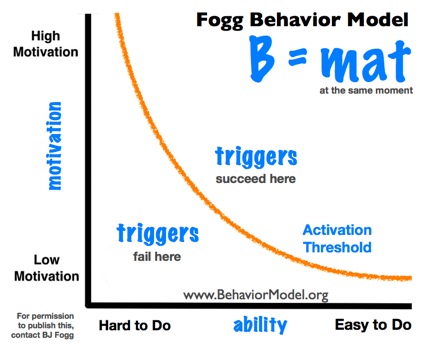 Fogg Behavior Model
B = mat
at the same moment
High
Motivation
motivation
triggers
succeed here
triggers
fail here
Activation
Threshold
Low
Motivation
www.BehaviorModel.org
For permission
to publish this,
contact BJ Fogg
Hard to Do
ability
Easy to Do